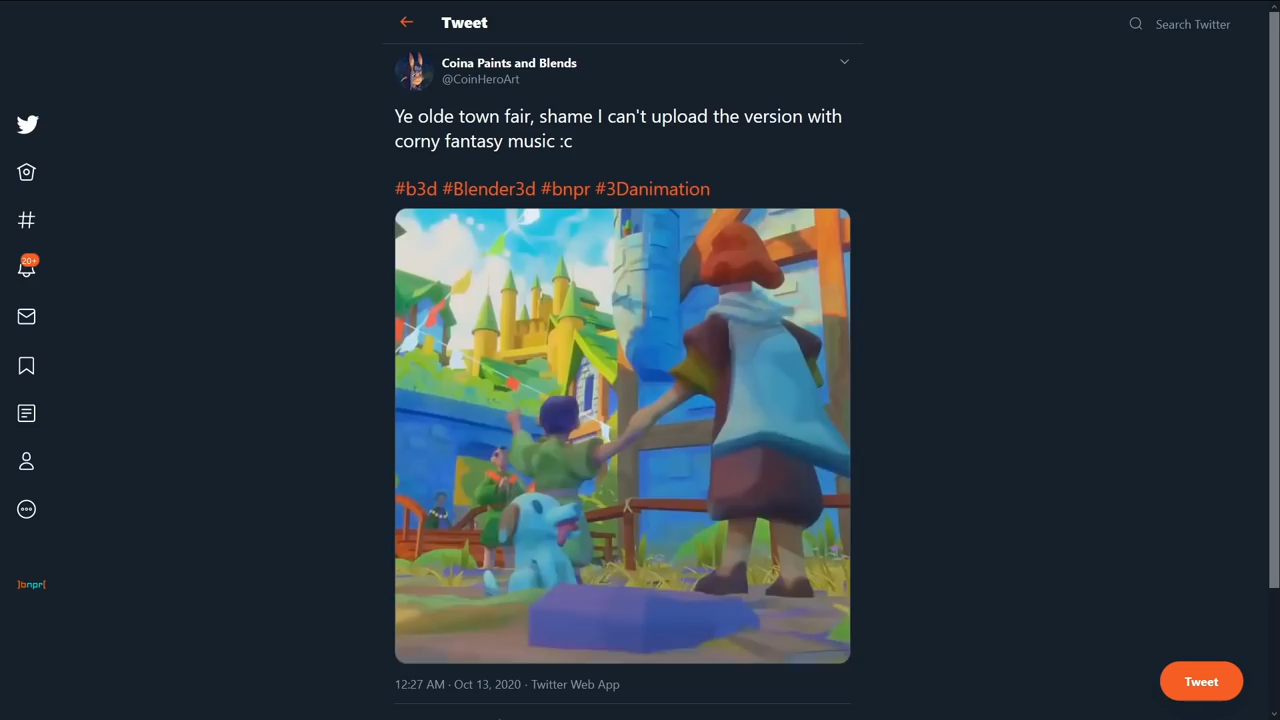 Tweet
Search Twitter
Coina Paints and Blends
@CoinHeroArt
Ye olde town fair, shame I can't upload the version with
corny fantasy music :c
#b3d #Blender3d #bnpr #3Danimation
20+
]bnpr[
12:27 AM · Oct 13, 2020 · Twitter Web App
Tweet